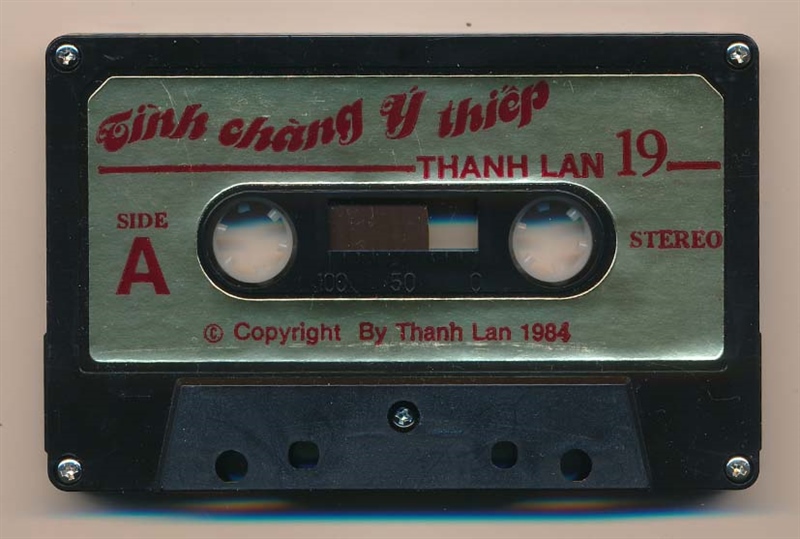 Tình chàng Ý thiếp
THANH LAN 19
SIDE
A
STEREO
100 50 0
© Copyright By Thanh Lan 1984